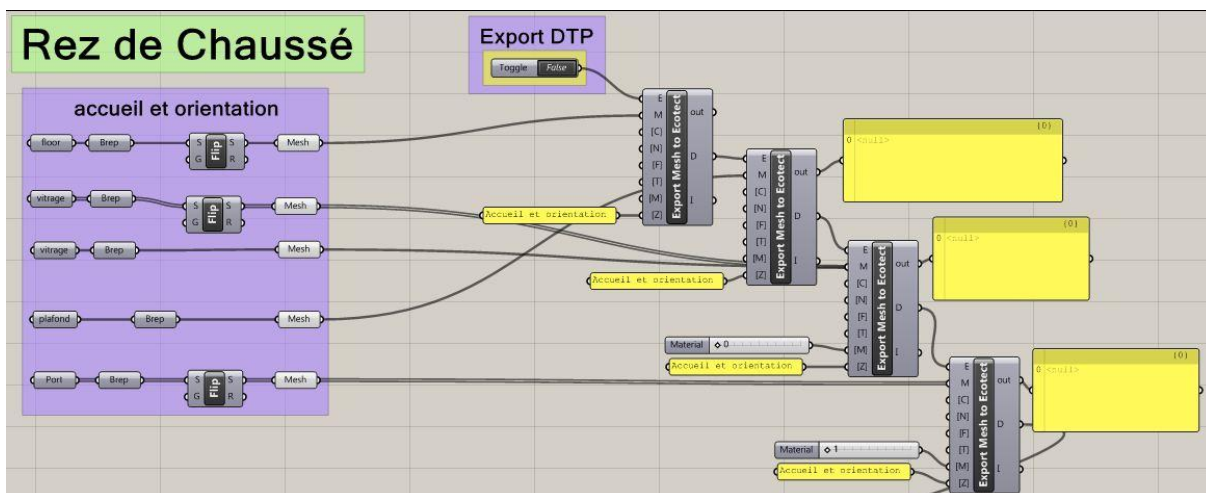 Rez de Chaussé
Export DTP
Toggle False
accueil et orientation
floor Brep S G Flip S R Mesh
vitrage Brep S G Flip S R Mesh
vitrage Brep Mesh
plafond Brep Mesh
Port Brep S G Flip S R Mesh
E M [C] [N] [F] [T] [M] [Z] Export Mesh to Ecotect out D I
Accueil et orientation
E M [C] [N] [F] [T] [M] [Z] Export Mesh to Ecotect out D I
Accueil et orientation
{0}
0 <null>
E M [C] [N] [F] [T] [M] [Z] Export Mesh to Ecotect out D I
Material 0
Accueil et orientation
{0}
0 <null>
E M [C] [N] [F] [T] [M] [Z] Export Mesh to Ecotect out D I
Material 1
Accueil et orientation
{0}
0 <null>